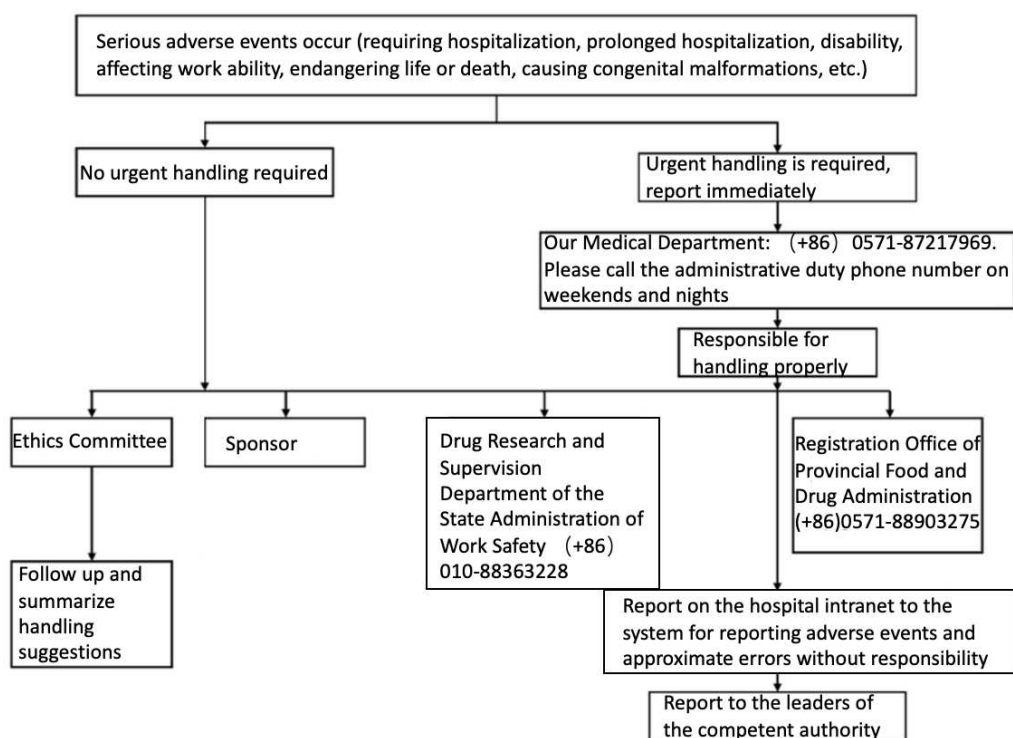 Serious adverse events occur (requiring hospitalization, prolonged hospitalization, disability,
affecting work ability, endangering life or death, causing congenital malformations, etc.)
No urgent handling required
Urgent handling is required,
report immediately
Our Medical Department: （+86）0571-87217969.
Please call the administrative duty phone number on
weekends and nights
Responsible for
handling properly
Ethics Committee
Sponsor
Drug Research and
Supervision
Department of the
State Administration of
Work Safety （+86）
010-88363228
Registration Office of
Provincial Food and
Drug Administration
(+86)0571-88903275
Follow up and
summarize
handling
suggestions
Report on the hospital intranet to the
system for reporting adverse events and
approximate errors without responsibility
Report to the leaders of
the competent authority